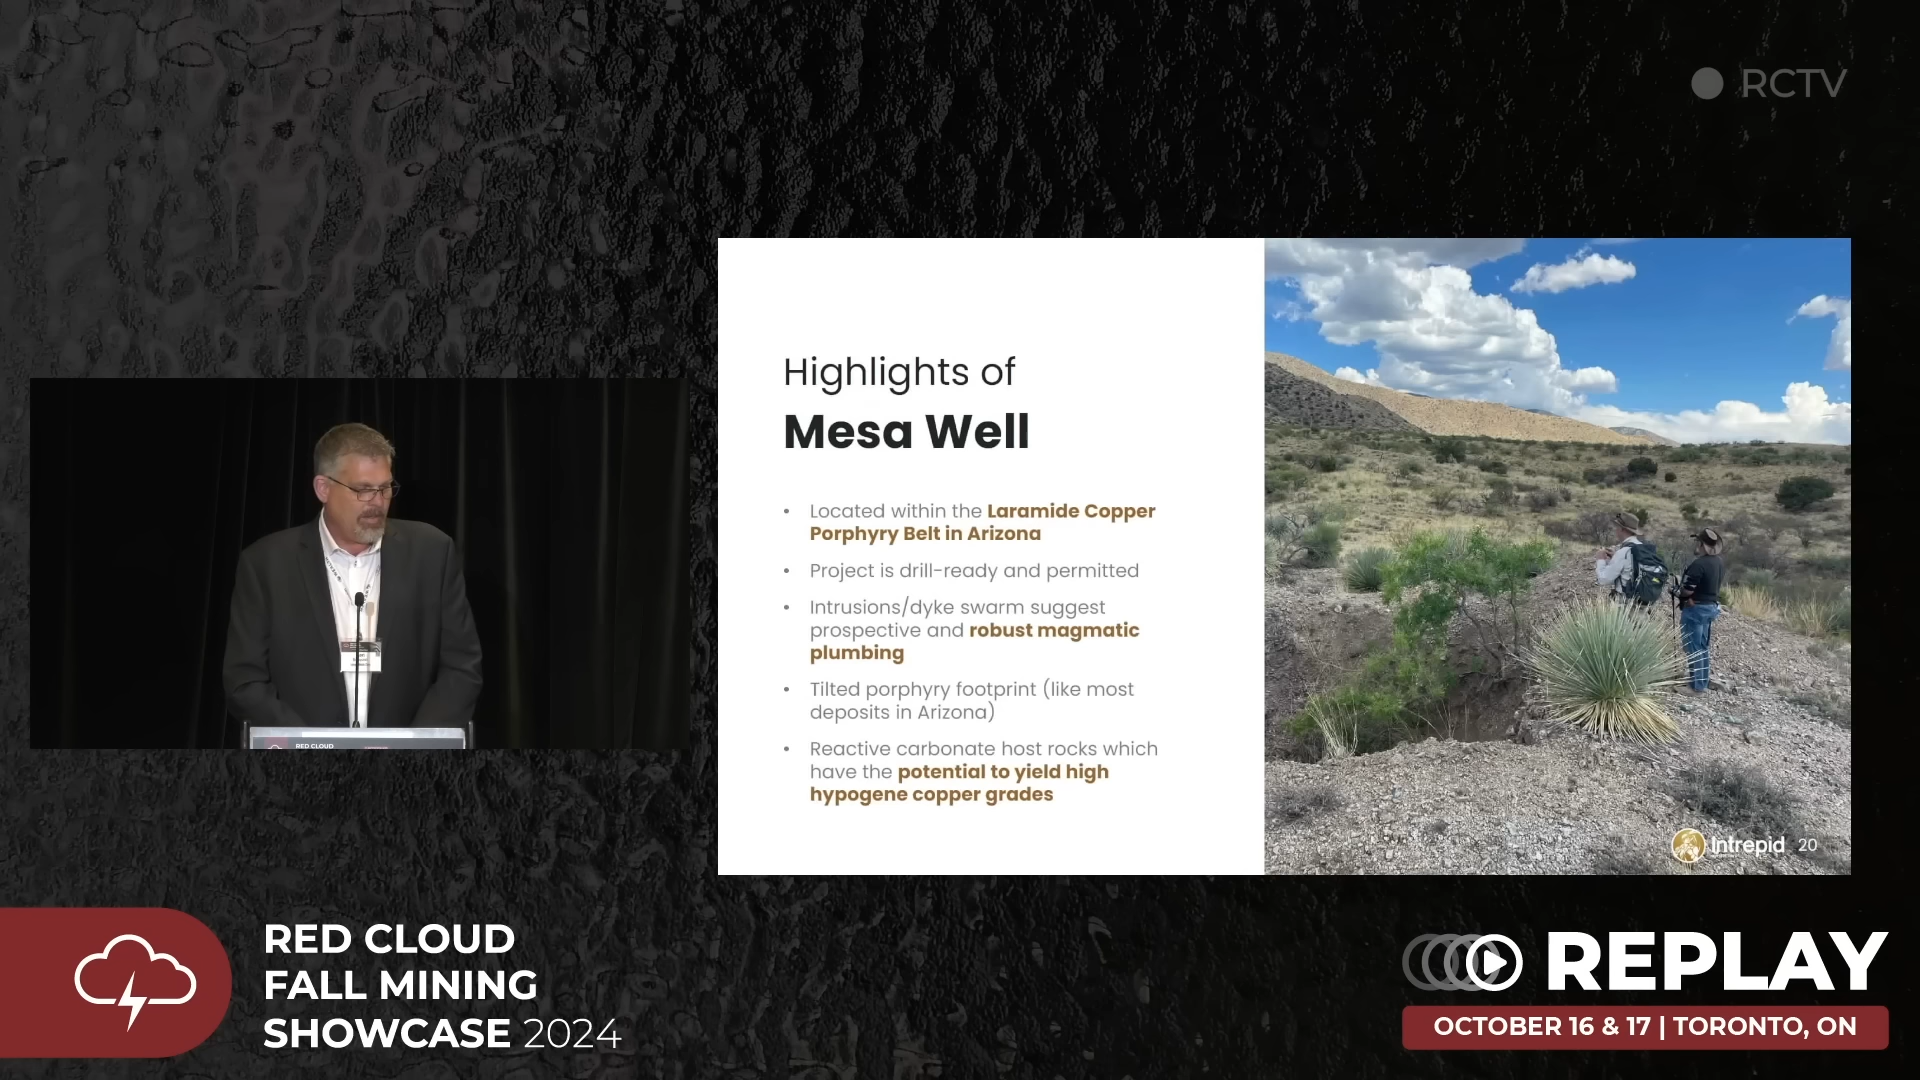 RCTV
Highlights of
Mesa Well
• Located within the Laramide Copper
Porphyry Belt in Arizona
• Project is drill-ready and permitted
• Intrusions/dyke swarm suggest
prospective and robust magmatic
plumbing
• Tilted porphyry footprint (like most
deposits in Arizona)
• Reactive carbonate host rocks which
have the potential to yield high
hypogene copper grades
Intrepid 20
RED CLOUD
RED CLOUD
FALL MINING
SHOWCASE 2024
REPLAY
OCTOBER 16 & 17 | TORONTO, ON